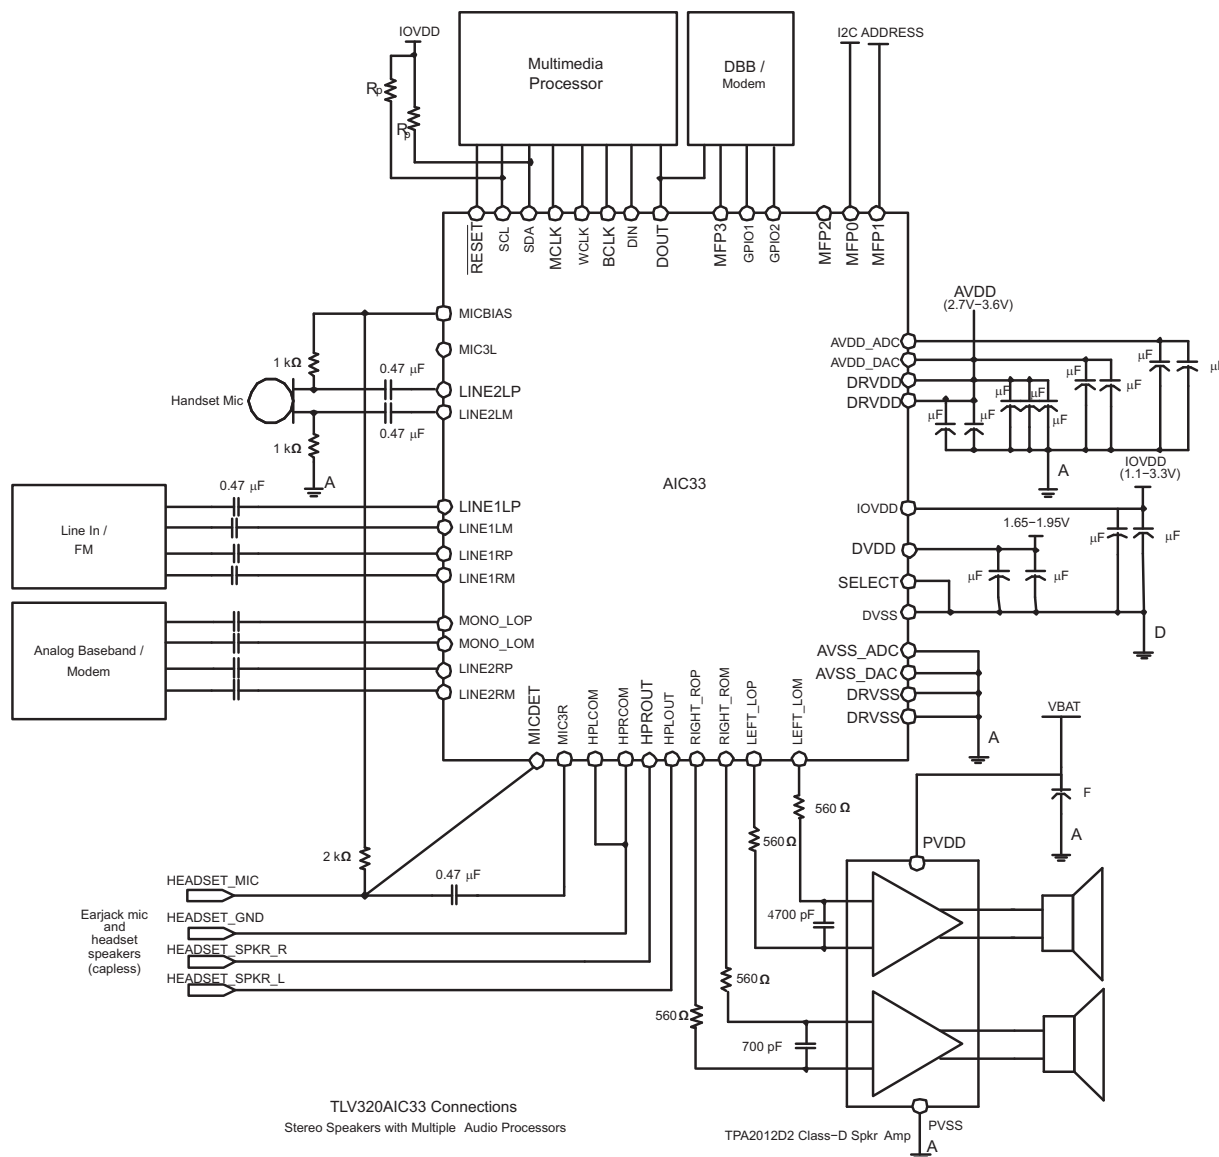 IOVDD
Multimedia
Processor
DBB /
Modem
I2C ADDRESS
Rp
Rp
RESET
SCL
SDA
MCLK
WCLK
BCLK
DIN
DOUT
MFP3
GPIO1
GPIO2
MFP2
MFP0
MFP1
AVDD
(2.7V−3.6V)
MICBIAS
MIC3L
LINE2LP
LINE2LM
1 kΩ
0.47 μF
Handset Mic
0.47 μF
1 kΩ
A
AVDD_ADC
AVDD_DAC
DRVDD
DRVDD
μF
μF
μF
μF
μF
μF
μF
μF
μF
A
AIC33
IOVDD
(1.1−3.3V)
IOVDD
1.65−1.95V
μF
μF
DVDD
SELECT
μF
μF
DVSS
D
0.47 μF
Line In /
FM
LINE1LP
LINE1LM
LINE1RP
LINE1RM
Analog Baseband /
Modem
MONO_LOP
MONO_LOM
LINE2RP
LINE2RM
AVSS_ADC
AVSS_DAC
DRVSS
DRVSS
A
MICDET
MIC3R
HPLCOM
HPRCOM
HPROUT
HPLOUT
RIGHT_ROP
RIGHT_ROM
LEFT_LOP
LEFT_LOM
VBAT
F
A
560 Ω
560 Ω
PVDD
2 kΩ
0.47 μF
HEADSET_MIC
HEADSET_GND
HEADSET_SPKR_R
HEADSET_SPKR_L
Earjack mic
and
headset
speakers
(capless)
4700 pF
560 Ω
560 Ω
700 pF
TLV320AIC33 Connections
Stereo Speakers with Multiple Audio Processors
TPA2012D2 Class−D Spkr Amp
PVSS
A